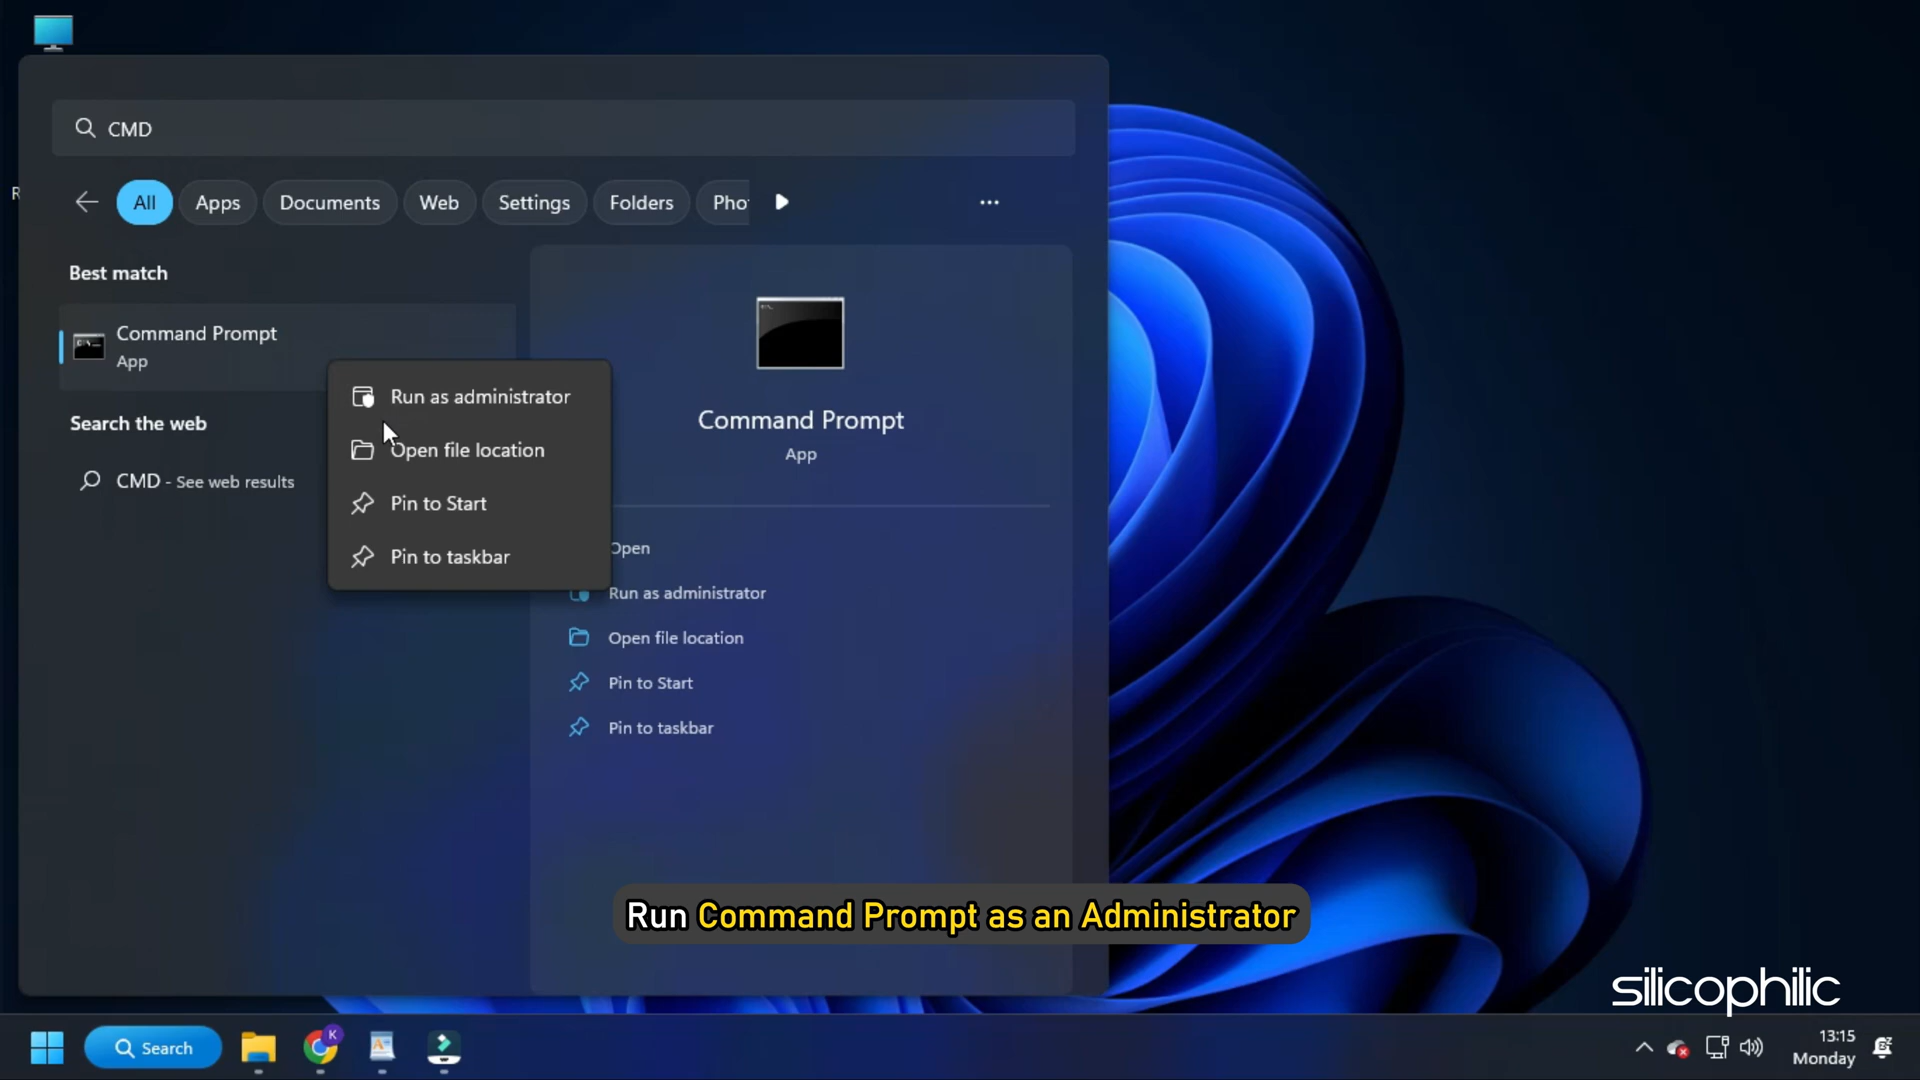 R
CMD
All
Apps
Documents
Web
Settings
Folders
Pho
Best match
Command Prompt
App
Search the web
CMD - See web results
Run as administrator
Open file location
Pin to Start
Pin to taskbar
Command Prompt
App
Open
Run as administrator
Open file location
Pin to Start
Pin to taskbar
Run Command Prompt as an Administrator
silicophilic
Search
K
13:15
Monday